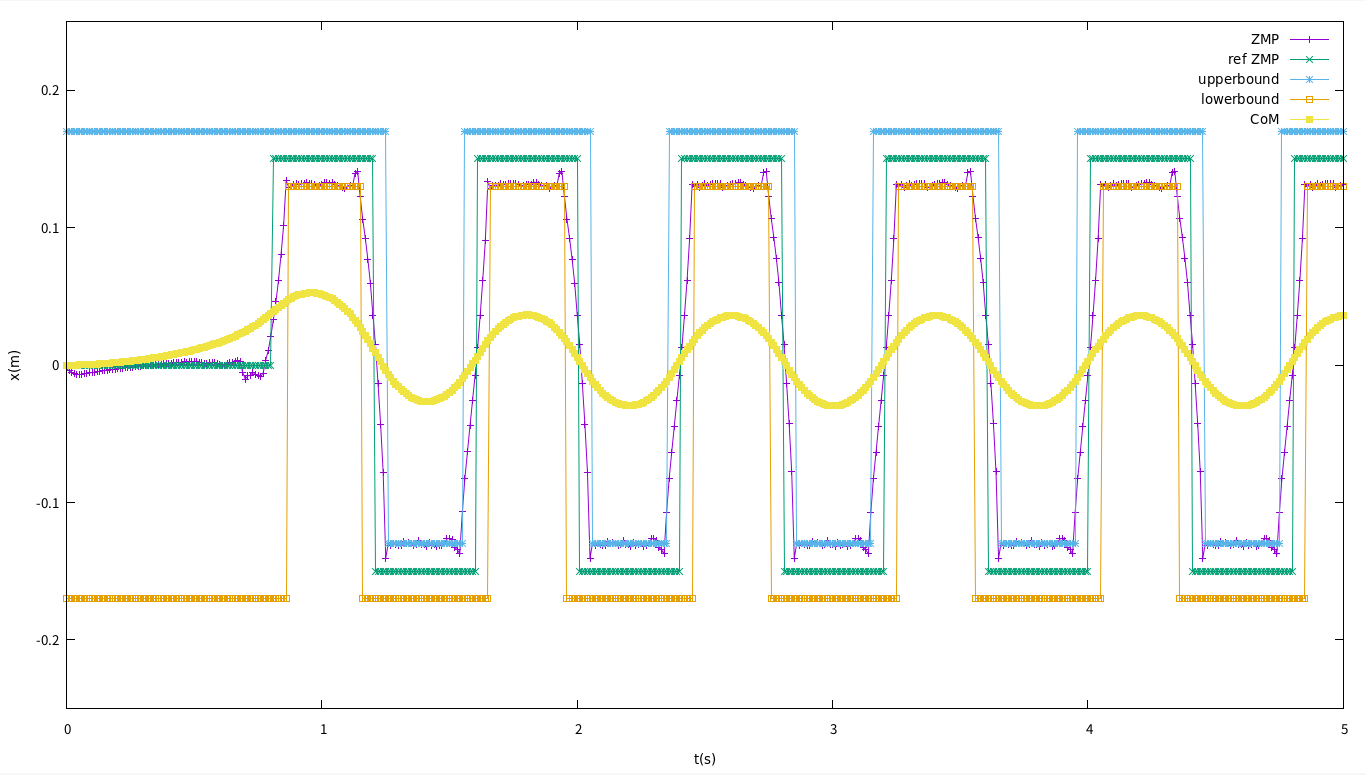 ZMP
ref ZMP
upperbound
lowerbound
CoM
0.2
0.1
0
-0.1
-0.2
x(m)
0 1 2 3 4 5
t(s)